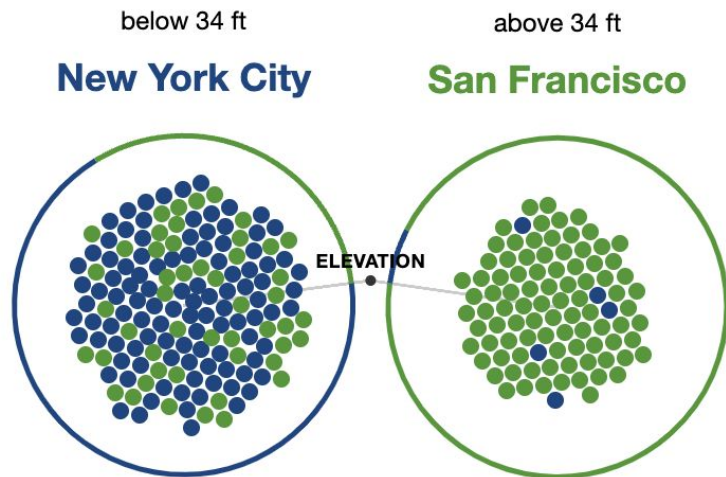 below 34 ft
above 34 ft
New York City
San Francisco
ELEVATION